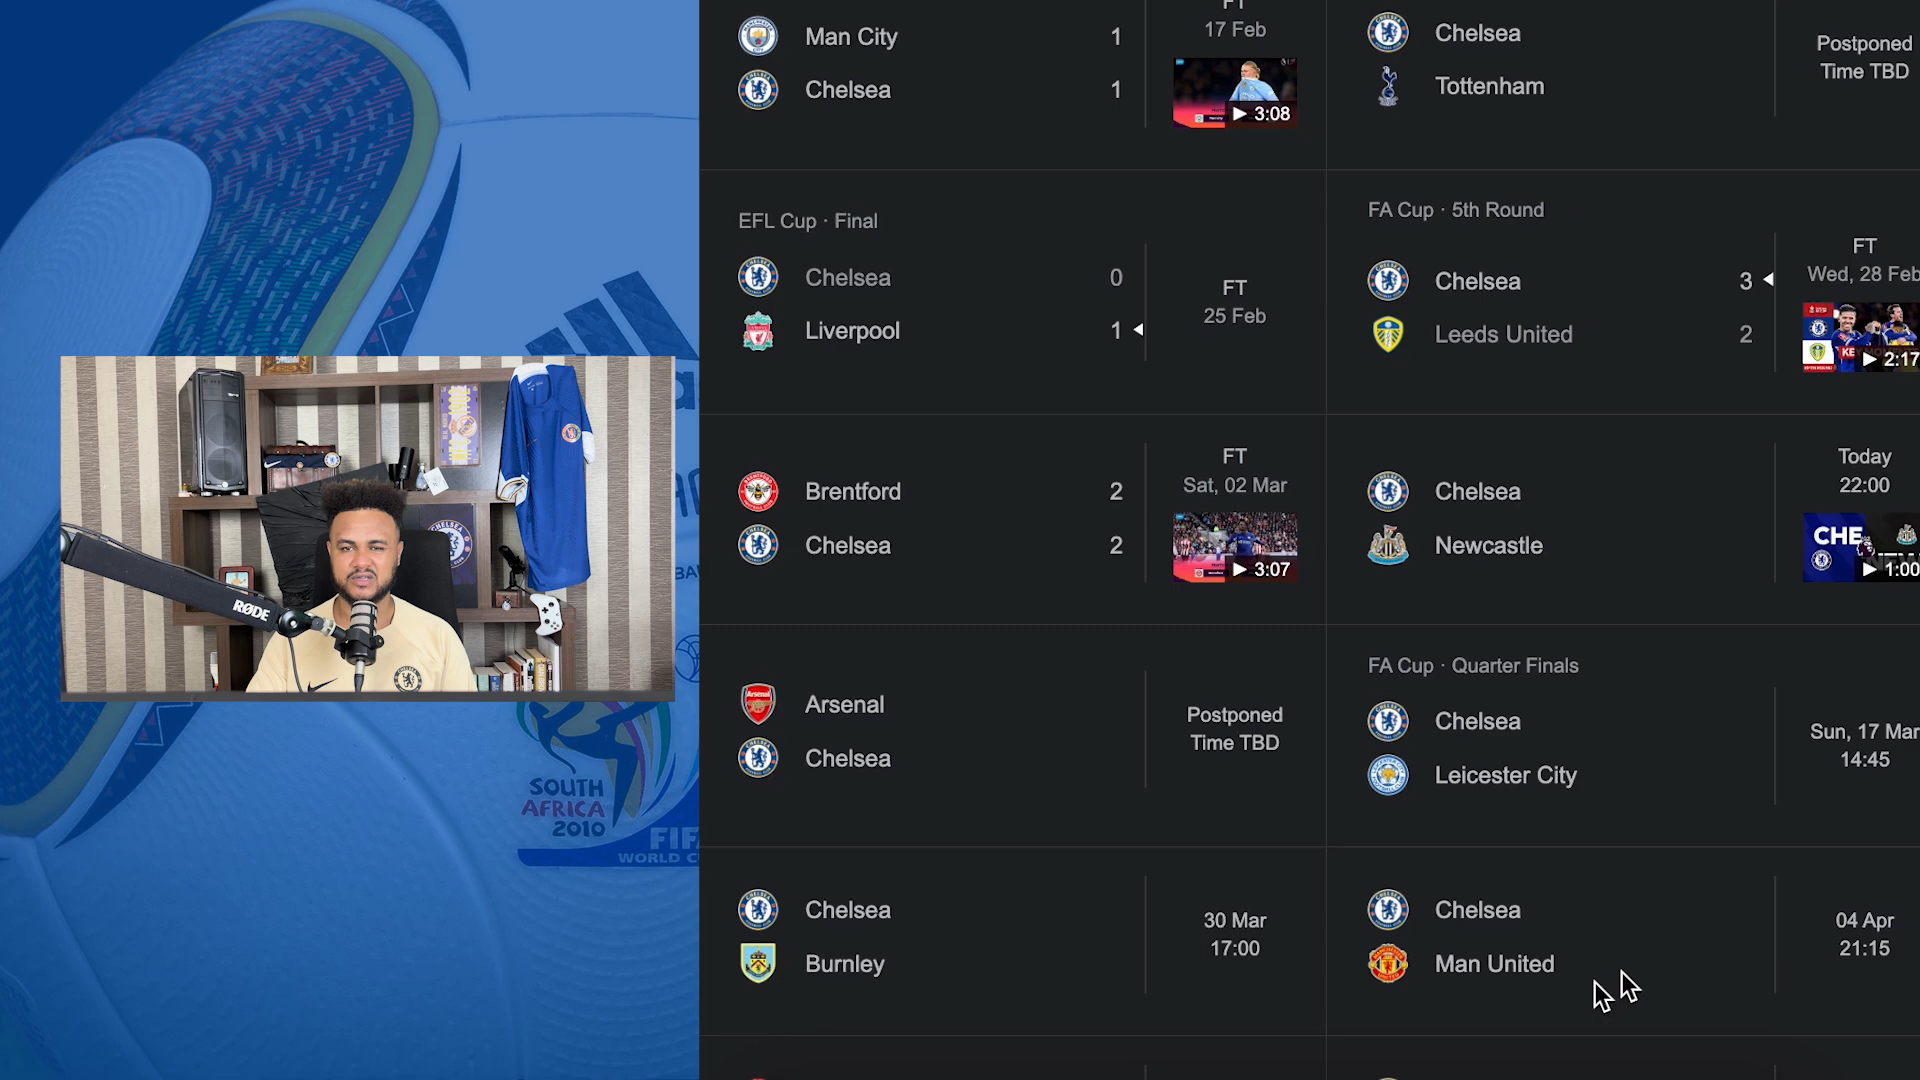 Man City 1
Chelsea 1
FT
17 Feb
3:08
Chelsea
Tottenham
Postponed
Time TBD
EFL Cup · Final
Chelsea 0
Liverpool 1
FT
25 Feb
FA Cup · 5th Round
Chelsea 3
Leeds United 2
FT
Wed, 28 Feb
2:17
Brentford 2
Chelsea 2
FT
Sat, 02 Mar
3:07
Chelsea
Newcastle
Today
22:00
CHE
1:00
Arsenal
Chelsea
Postponed
Time TBD
FA Cup · Quarter Finals
Chelsea
Leicester City
Sun, 17 Mar
14:45
Chelsea
Burnley
30 Mar
17:00
Chelsea
Man United
04 Apr
21:15
RØDE
CHELSEA
SOUTH
AFRICA
2010
FIFA
WORLD